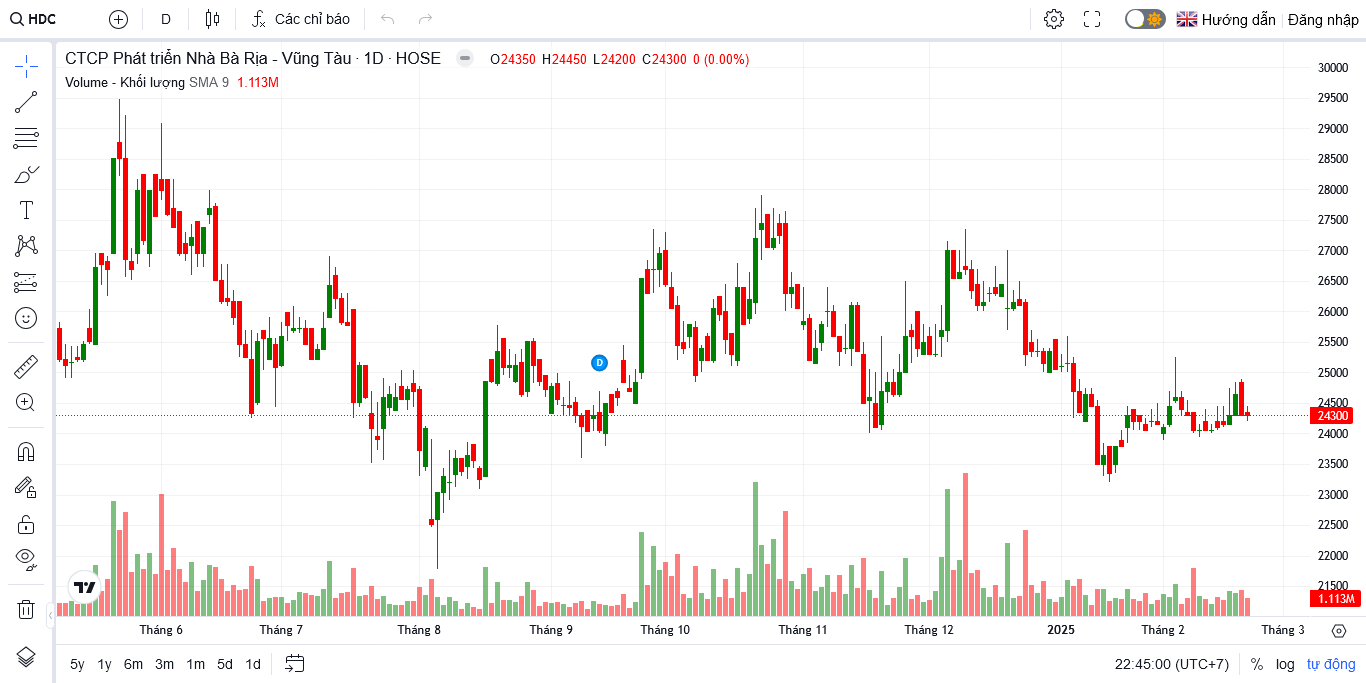 HDC D Các chỉ báo Hướng dẫn Đăng nhập
CTCP Phát triển Nhà Bà Rịa - Vũng Tàu · 1D · HOSE O24350 H24450 L24200 C24300 0 (0.00%)
Volume - Khối lượng SMA 9 1.113M
30000
29500
29000
28500
28000
27500
27000
26500
26000
25500
D
25000
24500
24300
24000
23500
23000
22500
22000
21500
1.113M
Tháng 6 Tháng 7 Tháng 8 Tháng 9 Tháng 10 Tháng 11 Tháng 12 2025 Tháng 2 Tháng 3
5y 1y 6m 3m 1m 5d 1d 22:45:00 (UTC+7) % log tự động